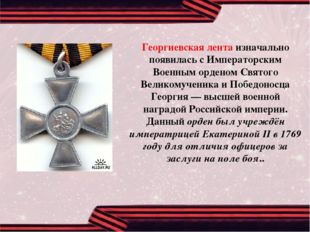 Георгиевская лента изначально
появилась с Императорским
Военным орденом Святого
Великомученика и Победоносца
Георгия — высшей военной
наградой Российской империи.
Данный орден был учреждён
императрицей Екатериной II в 1769
году для отличия офицеров за
заслуги на поле боя..